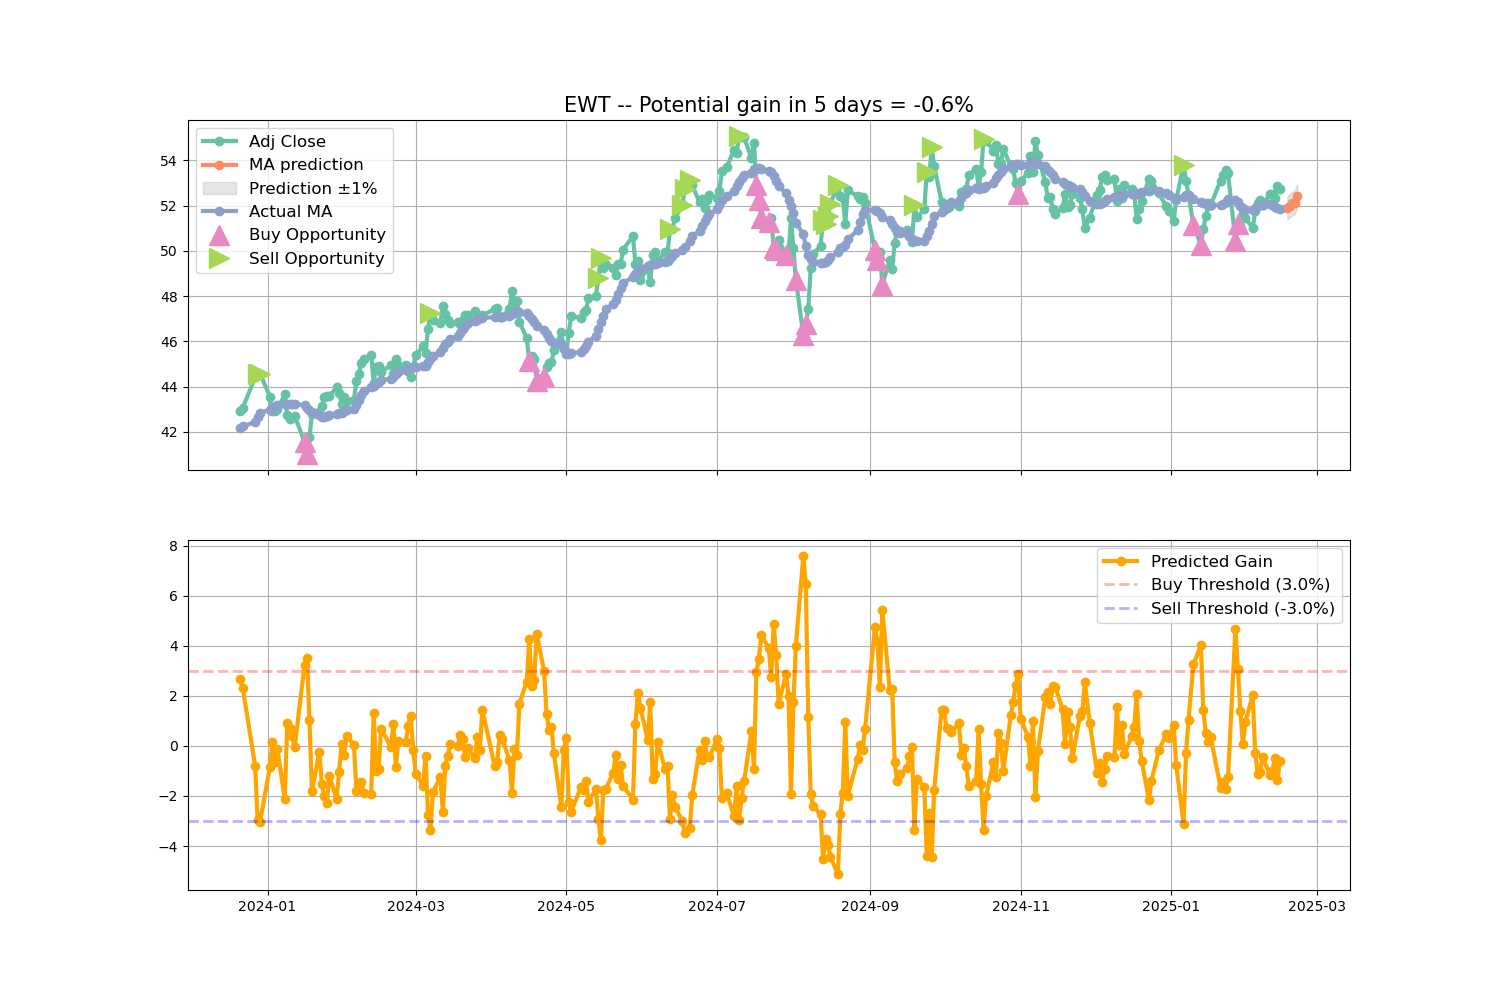 EWT -- Potential gain in 5 days = -0.6%
Adj Close
MA prediction
Prediction ±1%
Actual MA
Buy Opportunity
Sell Opportunity
54
52
50
48
46
44
42
Predicted Gain
Buy Threshold (3.0%)
Sell Threshold (-3.0%)
8
6
4
2
0
−2
−4
2024-01
2024-03
2024-05
2024-07
2024-09
2024-11
2025-01
2025-03